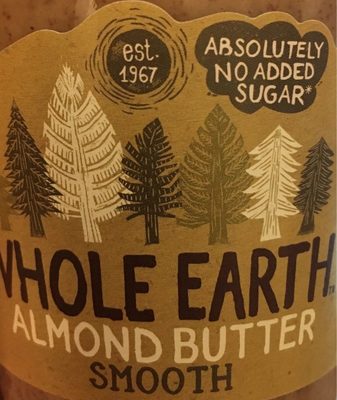 est.
1967
ABSOLUTELY
NO ADDED
SUGAR*
WHOLE EARTH™
ALMOND BUTTER
SMOOTH